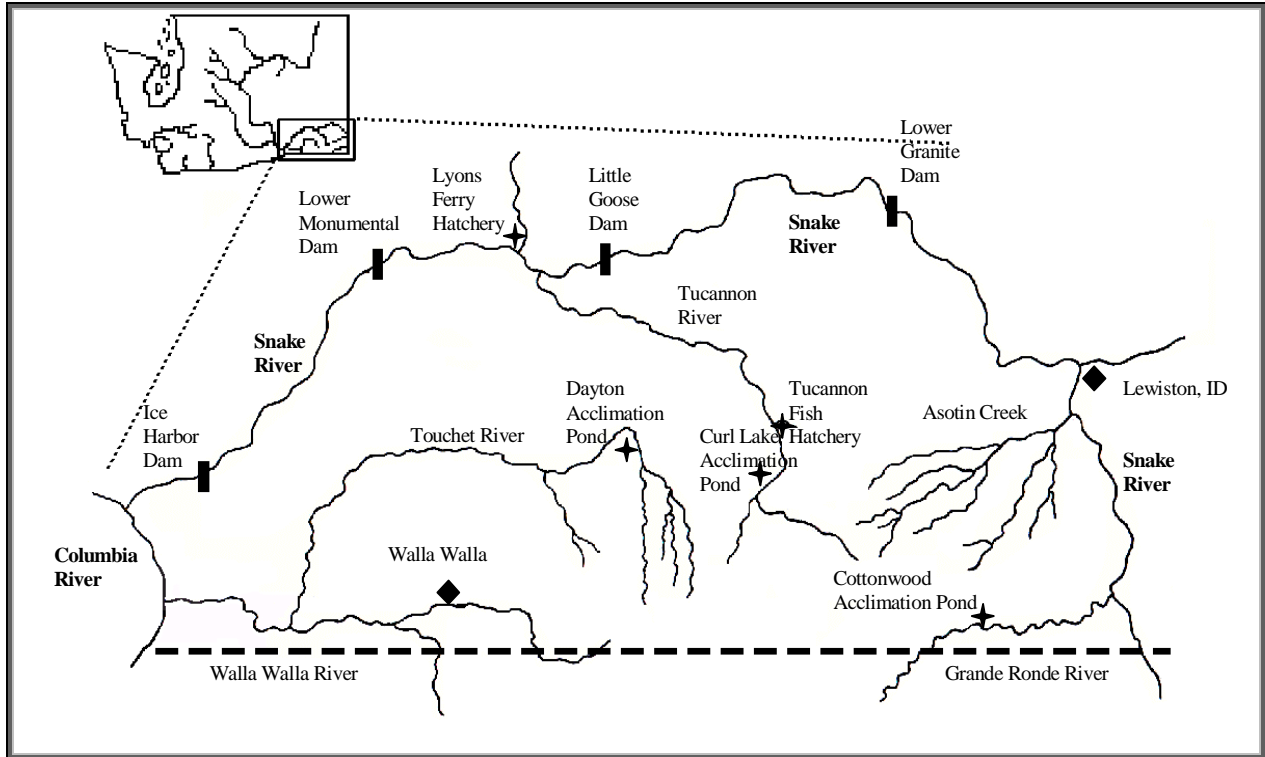 Lower
Granite
Dam
Lyons
Ferry
Hatchery
Little
Goose
Dam
Lower
Monumental
Dam
Snake
River
Tucannon
River
Snake
River
Dayton
Acclimation
Pond
Tucannon
Fish
Hatchery
Lewiston, ID
Ice
Harbor
Dam
Touchet River
Curl Lake
Acclimation
Pond
Asotin Creek
Snake
River
Columbia
River
Walla Walla
Cottonwood
Acclimation Pond
Walla Walla River
Grande Ronde River